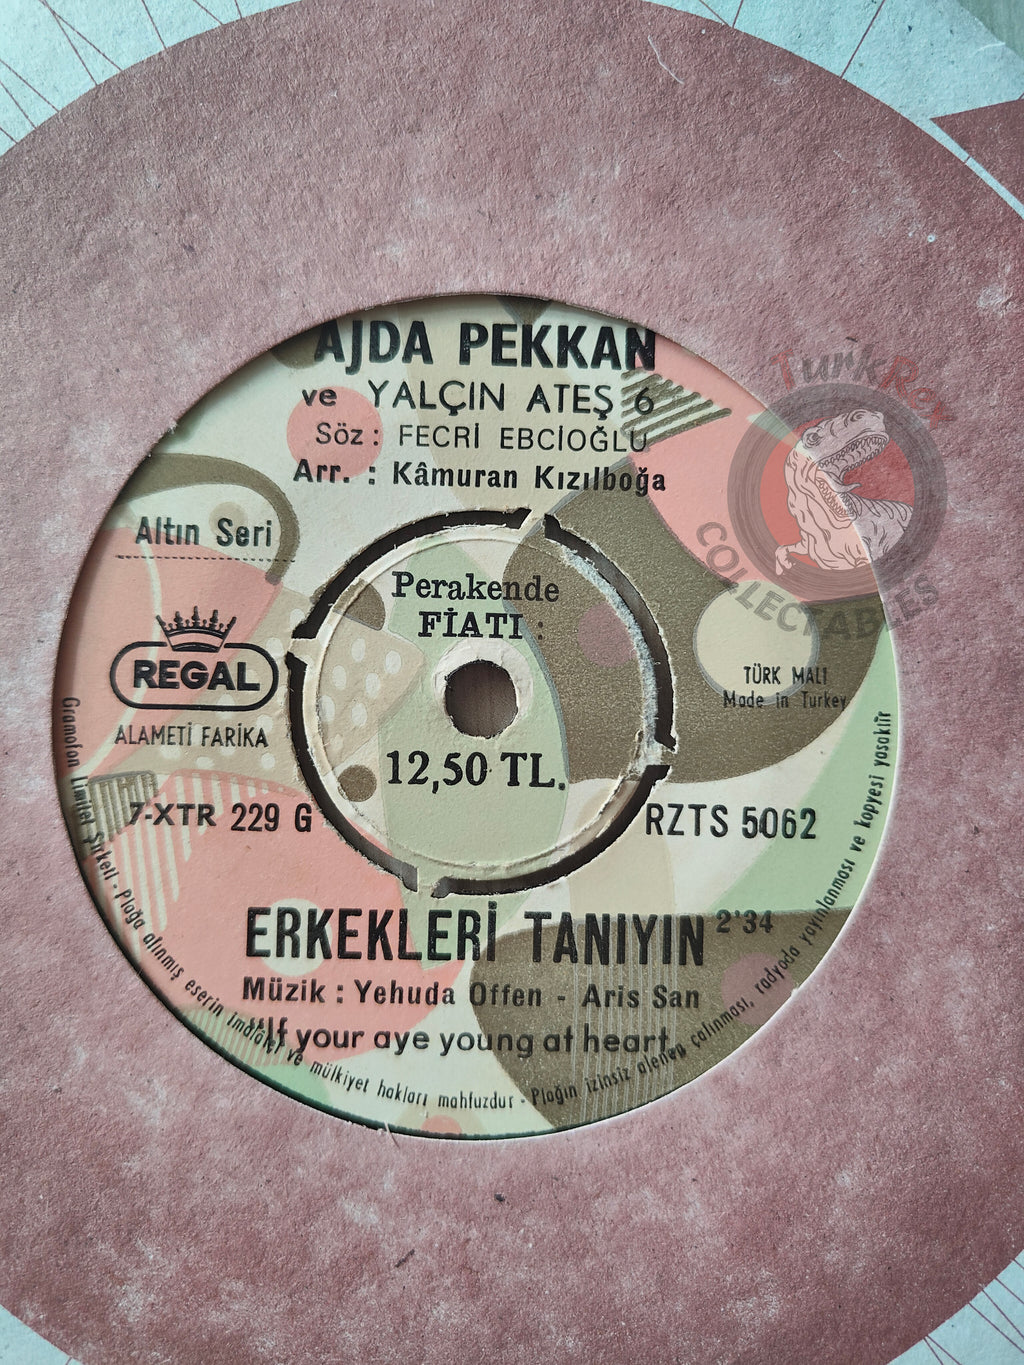 AJDA PEKKAN
ve YALÇIN ATEŞ 6
Söz : FECRİ EBCİOĞLU
Arr. : Kâmuran Kızılboğa
TurkRex
COLLECTABLES
Altın Seri
Perakende
FİATI :
12,50 TL.
REGAL
ALAMETİ FARİKA
TÜRK MALI
Made in Turkey
7-XTR 229 G
RZTS 5062
ERKEKLERİ TANIYIN 2'34
Müzik : Yehuda Offen - Aris San
"If your aye young at heart„
Gramofon Limitet Şirketi - Plağa alınmış eserin imalâtçı ve mülkiyet hakları mahfuzdur - Plağın izinsiz alenen çalınması, radyoda yayınlanması ve kopyesi yasaktır